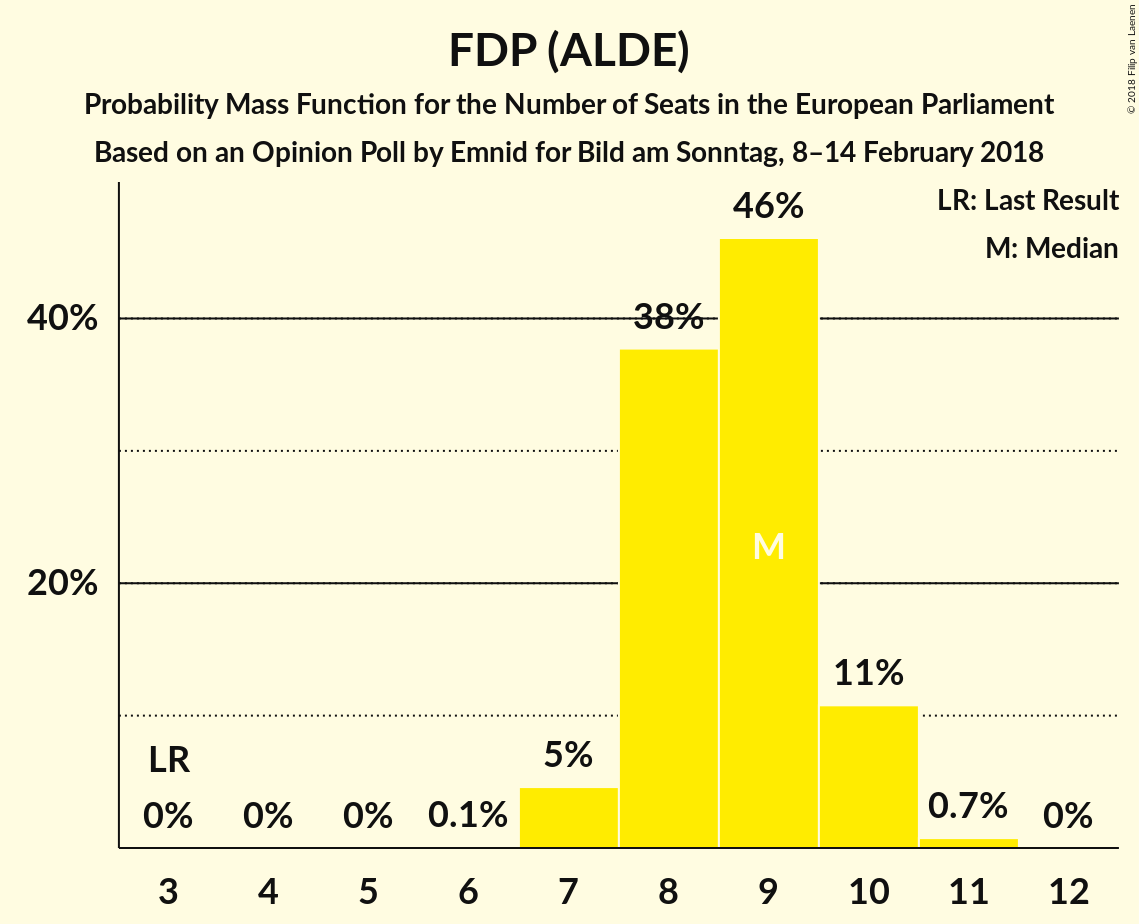 FDP (ALDE)
Probability Mass Function for the Number of Seats in the European Parliament
Based on an Opinion Poll by Emnid for Bild am Sonntag, 8–14 February 2018
© 2018 Filip van Laenen
LR: Last Result
M: Median
46%
40%
38%
M
20%
11%
LR
5%
0%
0%
0%
0.1%
0.7%
0%
3 4 5 6 7 8 9 10 11 12